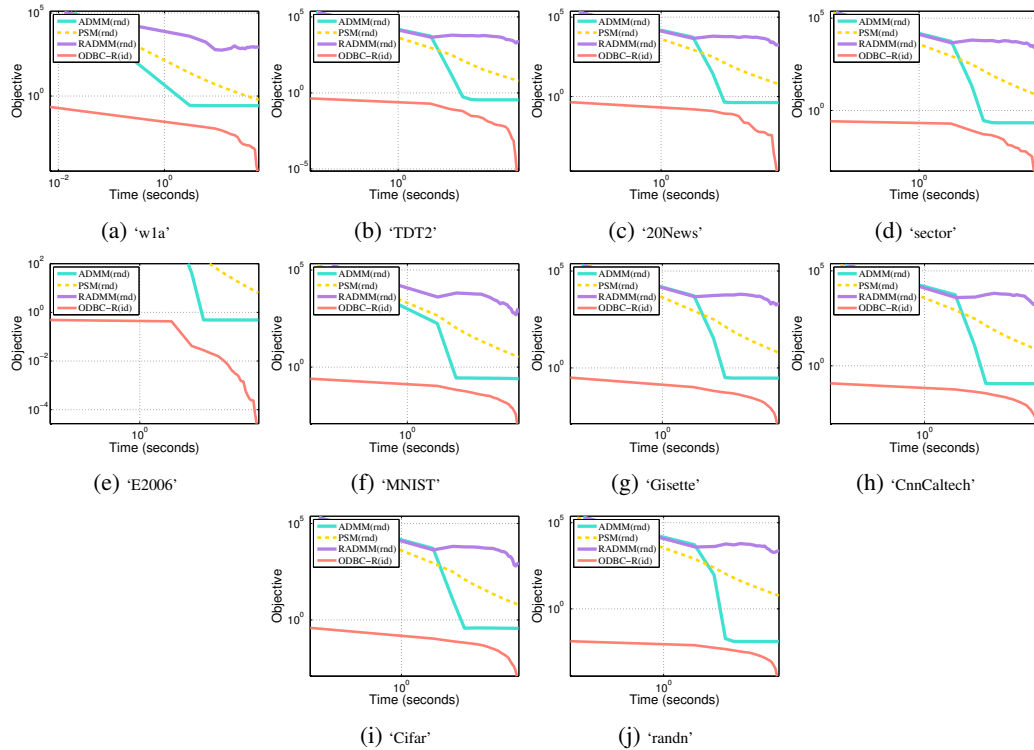 10^5
10^0
Objective
ADMM(rnd)
PSM(rnd)
RADMM(rnd)
ODBC-R(id)
10^-2
10^0
Time (seconds)
(a) 'w1a'
10^5
10^0
10^-5
Objective
ADMM(rnd)
PSM(rnd)
RADMM(rnd)
ODBC-R(id)
10^0
Time (seconds)
(b) 'TDT2'
10^5
10^0
Objective
ADMM(rnd)
PSM(rnd)
RADMM(rnd)
ODBC-R(id)
10^0
Time (seconds)
(c) '20News'
10^5
10^0
Objective
ADMM(rnd)
PSM(rnd)
RADMM(rnd)
ODBC-R(id)
10^0
Time (seconds)
(d) 'sector'
10^2
10^0
10^-2
10^-4
Objective
ADMM(rnd)
PSM(rnd)
RADMM(rnd)
ODBC-R(id)
10^0
Time (seconds)
(e) 'E2006'
10^5
10^0
Objective
ADMM(rnd)
PSM(rnd)
RADMM(rnd)
ODBC-R(id)
10^0
Time (seconds)
(f) 'MNIST'
10^5
10^0
Objective
ADMM(rnd)
PSM(rnd)
RADMM(rnd)
ODBC-R(id)
10^0
Time (seconds)
(g) 'Gisette'
10^5
10^0
Objective
ADMM(rnd)
PSM(rnd)
RADMM(rnd)
ODBC-R(id)
10^0
Time (seconds)
(h) 'CnnCaltech'
10^5
10^0
Objective
ADMM(rnd)
PSM(rnd)
RADMM(rnd)
ODBC-R(id)
10^0
Time (seconds)
(i) 'Cifar'
10^5
10^0
Objective
ADMM(rnd)
PSM(rnd)
RADMM(rnd)
ODBC-R(id)
10^0
Time (seconds)
(j) 'randn'